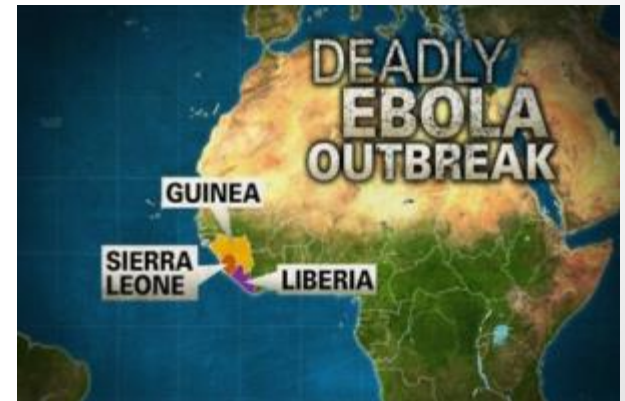 DEADLY
EBOLA
OUTBREAK
GUINEA
SIERRA
LEONE
LIBERIA